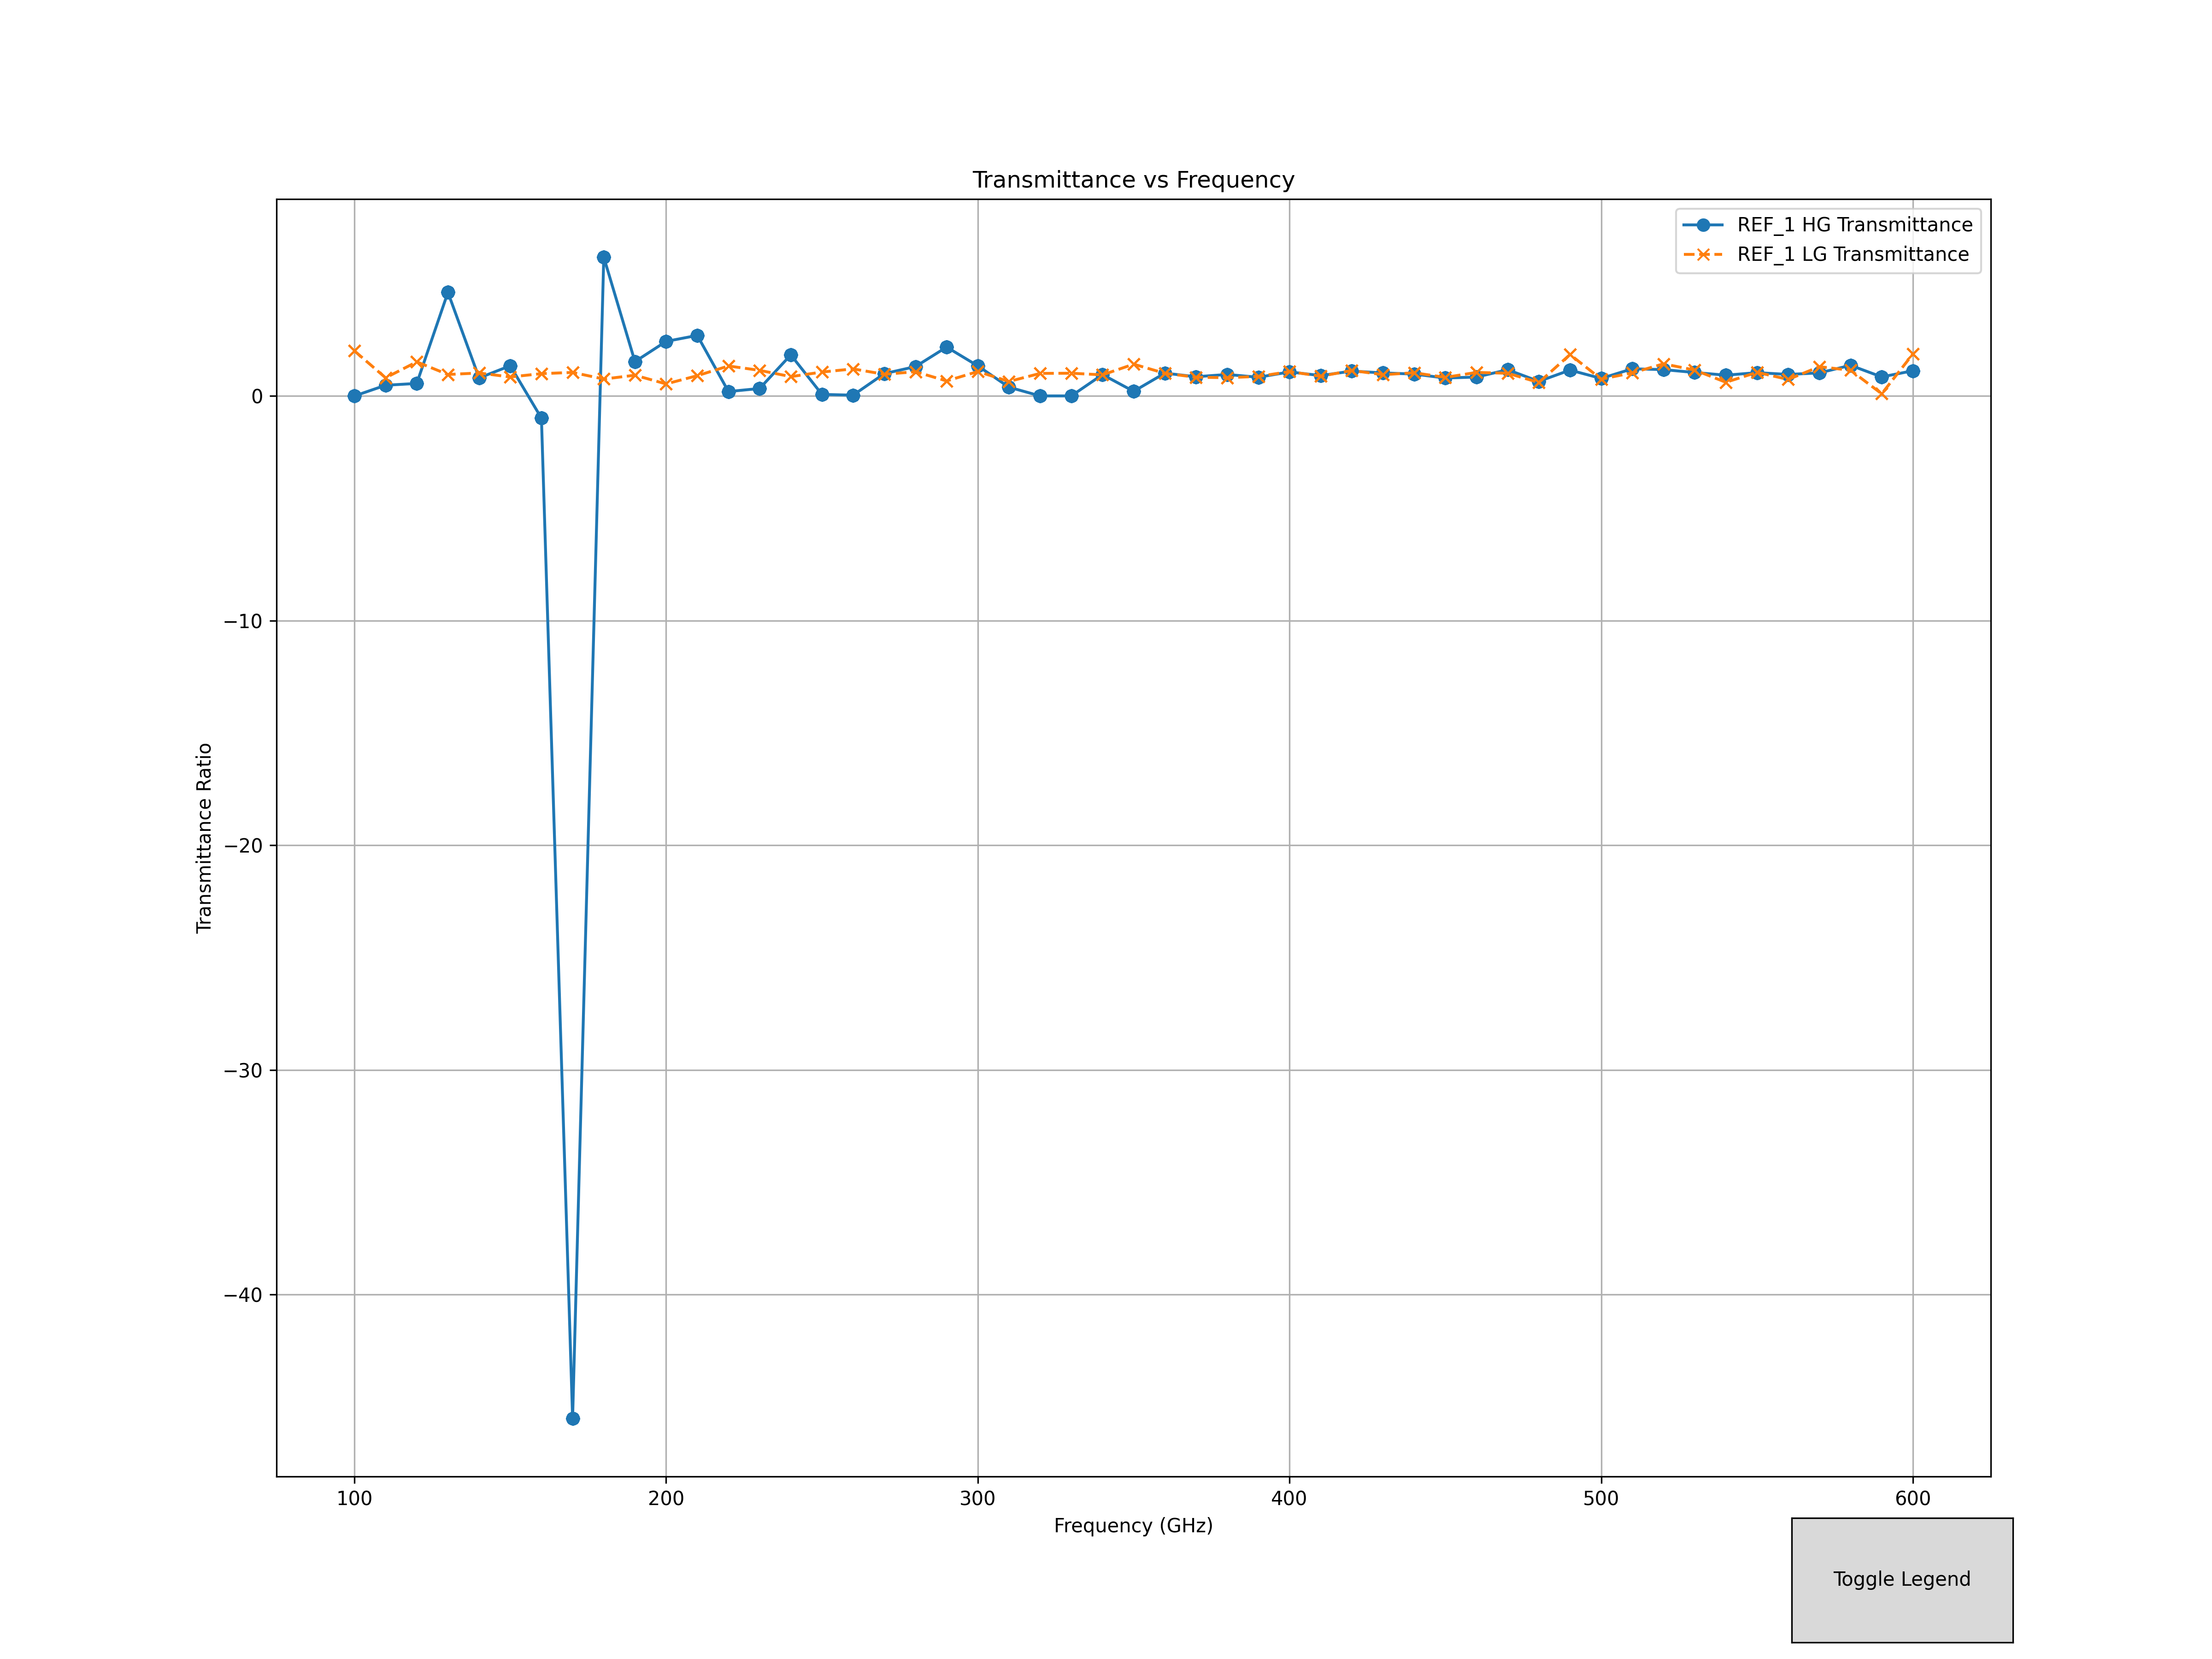 Transmittance vs Frequency
REF_1 HG Transmittance
REF_1 LG Transmittance
Transmittance Ratio
0
−10
−20
−30
−40
100 200 300 400 500 600
Frequency (GHz)
Toggle Legend